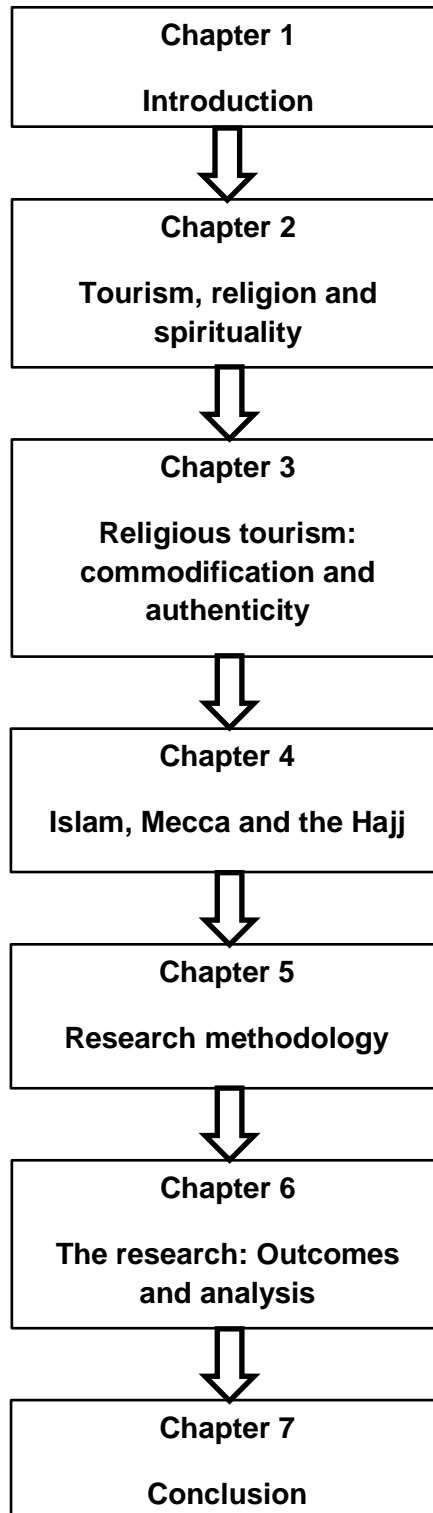 Chapter 1
Introduction
Chapter 2
Tourism, religion and
spirituality
Chapter 3
Religious tourism:
commodification and
authenticity
Chapter 4
Islam, Mecca and the Hajj
Chapter 5
Research methodology
Chapter 6
The research: Outcomes
and analysis
Chapter 7
Conclusion